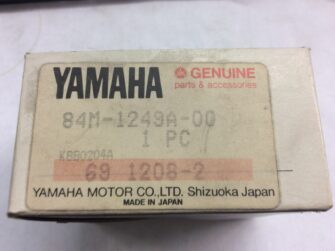 YAMAHA GENUINE
parts & accessories
84M-1249A-00
1 PC
K880204A
69 1208-2
YAMAHA MOTOR CO., LTD. Shizuoka Japan
MADE IN JAPAN